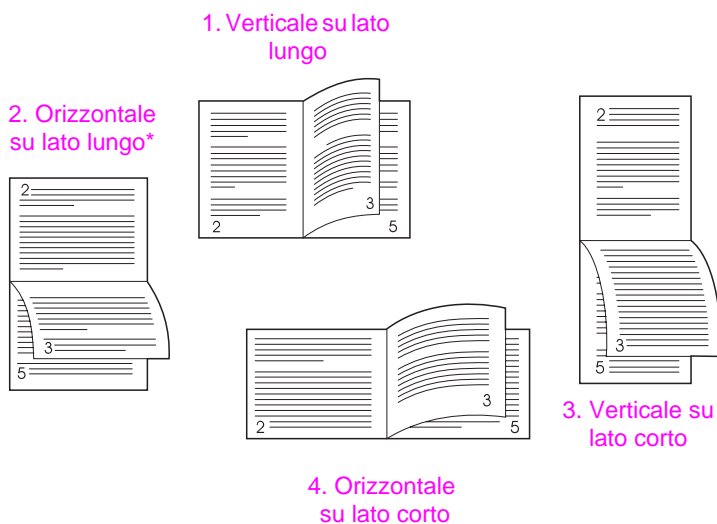 1. Verticale su lato
lungo
2. Orizzontale
su lato lungo*
2
3
5
2
3
5
2
3
5
2
3
5
3. Verticale su
lato corto
4. Orizzontale
su lato corto